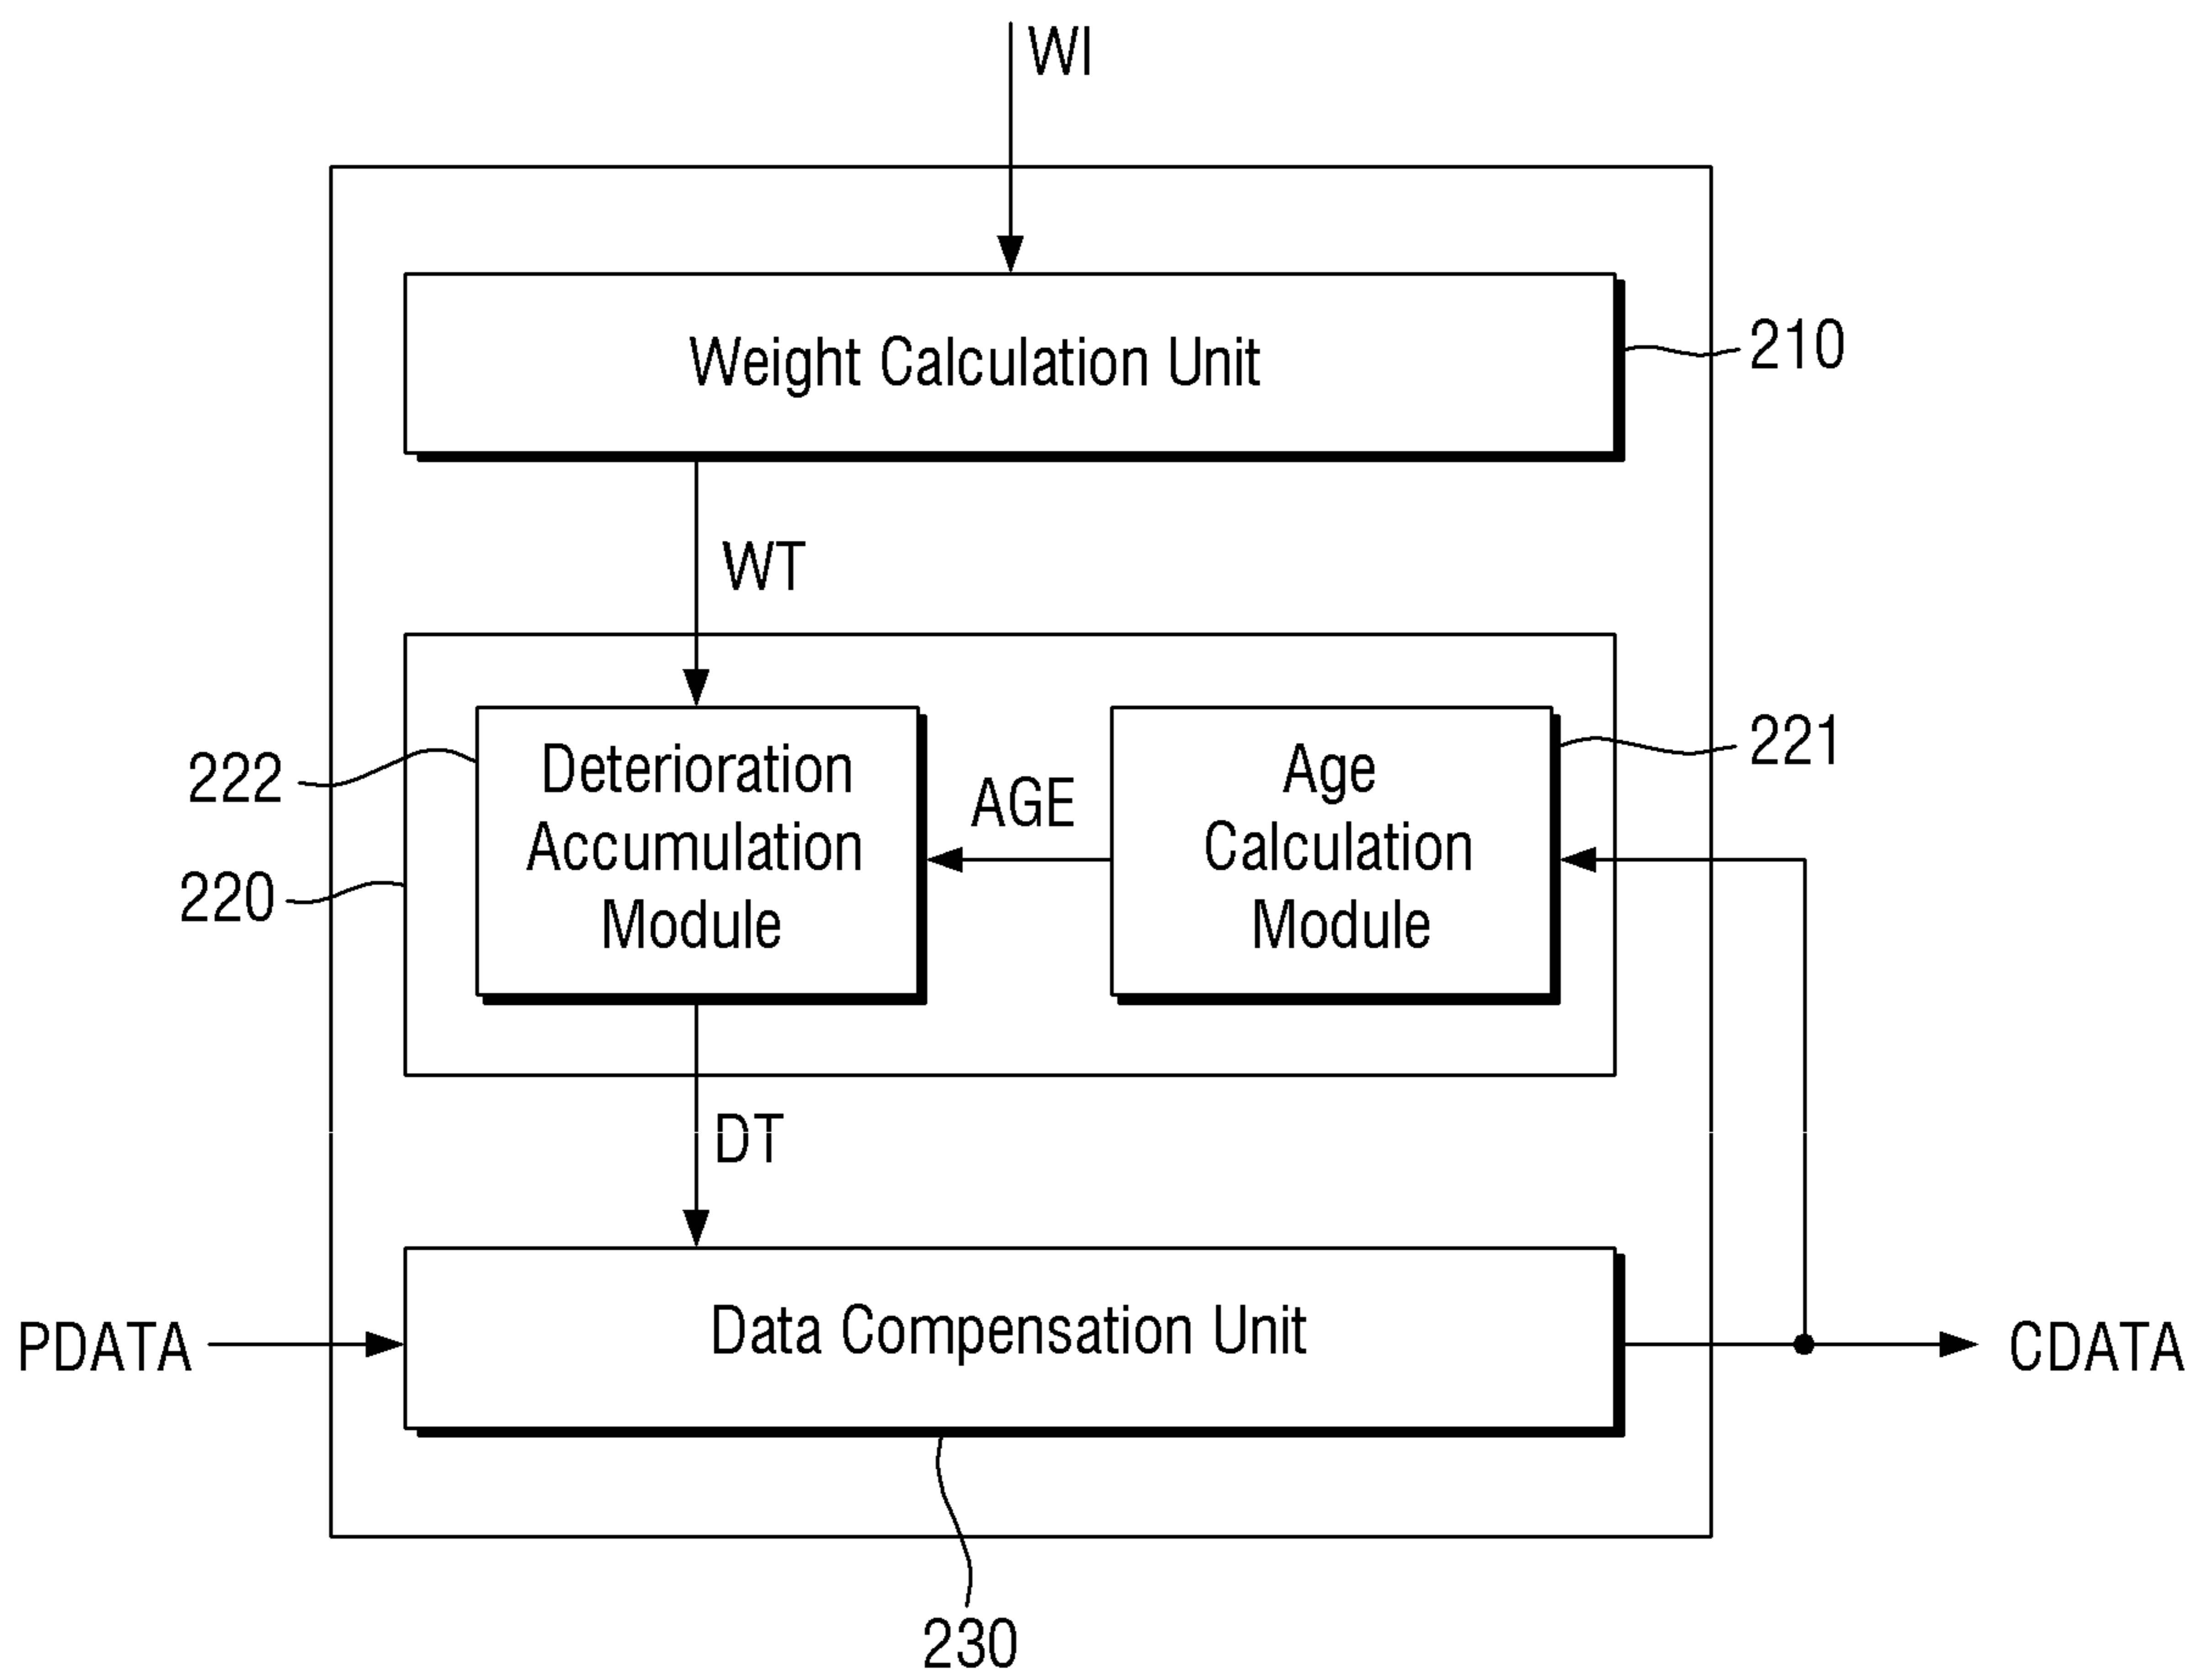 WI
Weight Calculation Unit
210
WT
222
Deterioration
Accumulation
Module
AGE
Age
Calculation
Module
221
220
DT
PDATA
Data Compensation Unit
CDATA
230